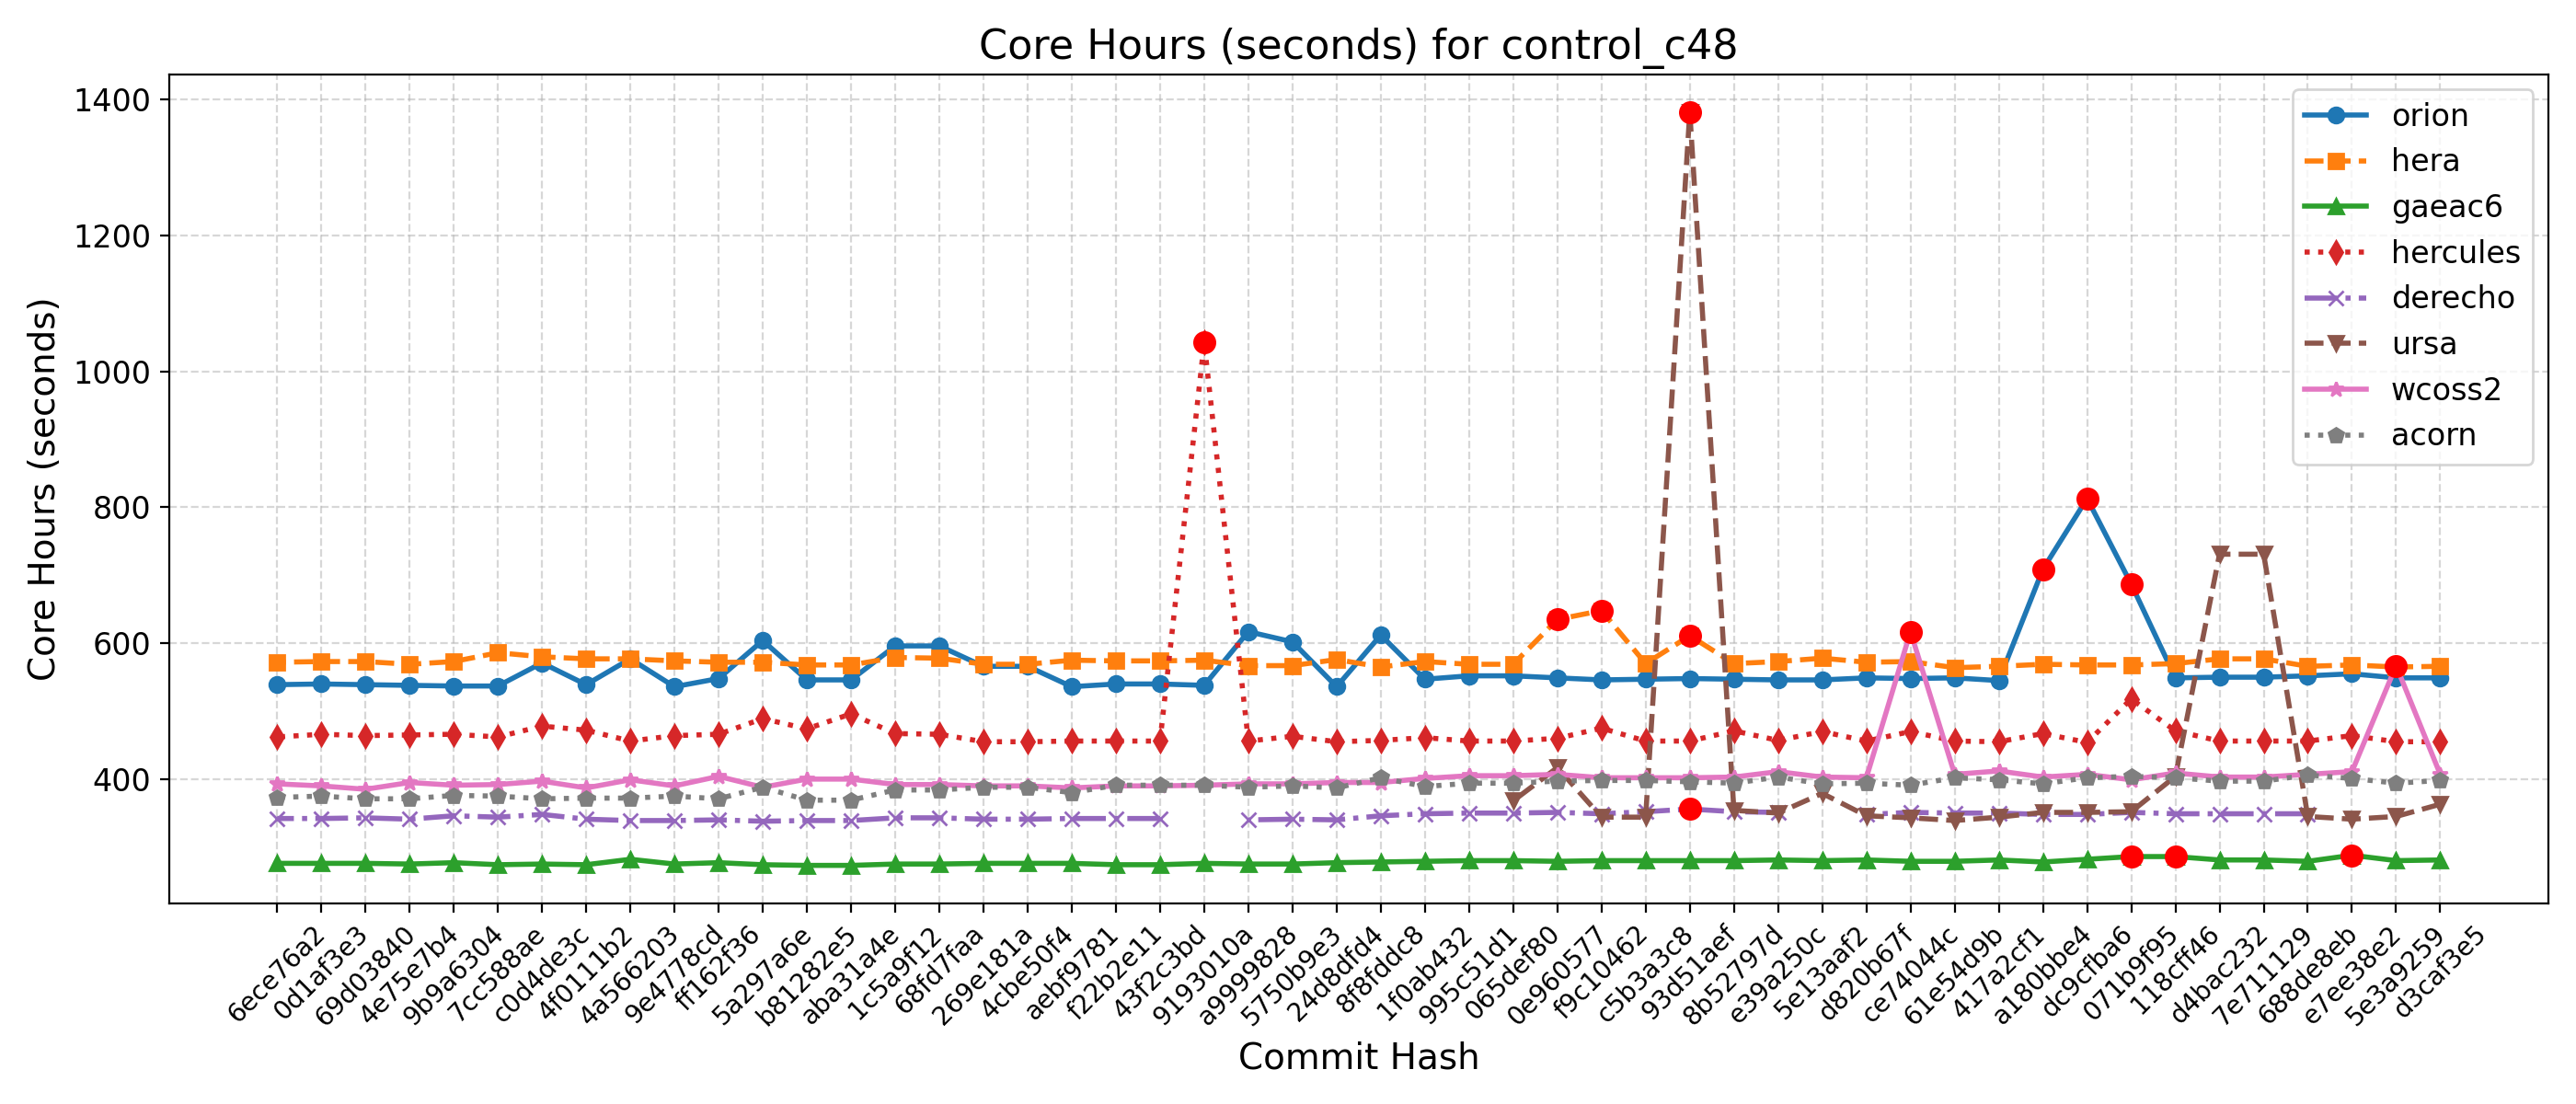 Core Hours (seconds) for control_c48
Core Hours (seconds)
1400
1200
1000
800
600
400
orion
hera
gaeac6
hercules
derecho
ursa
wcoss2
acorn
6ece76a2
0d1af3e3
69d03840
4e75e7b4
9b9a6304
7cc588ae
c0d4de3c
4f0111b2
4a566203
9e4778cd
ff162f36
5a297a6e
b81282e5
aba31a4e
1c5a9f12
68fd7faa
269e181a
4cbe50f4
aebf9781
f22b2e11
43f2c3bd
9193010a
a9999828
5750b9e3
24d8dfd4
8f8fddc8
1f0ab432
995c51d1
065def80
0e960577
f9c10462
c5b3a3c8
93d51aef
8b52797d
e39a250c
5e13aaf2
d820b67f
ce74044c
61e54d9b
417a2cf1
a180bbe4
dc9cfba6
071b9f95
118cff46
d4bac232
7e711129
688de8eb
e7ee38e2
5e3a9259
d3caf3e5
Commit Hash